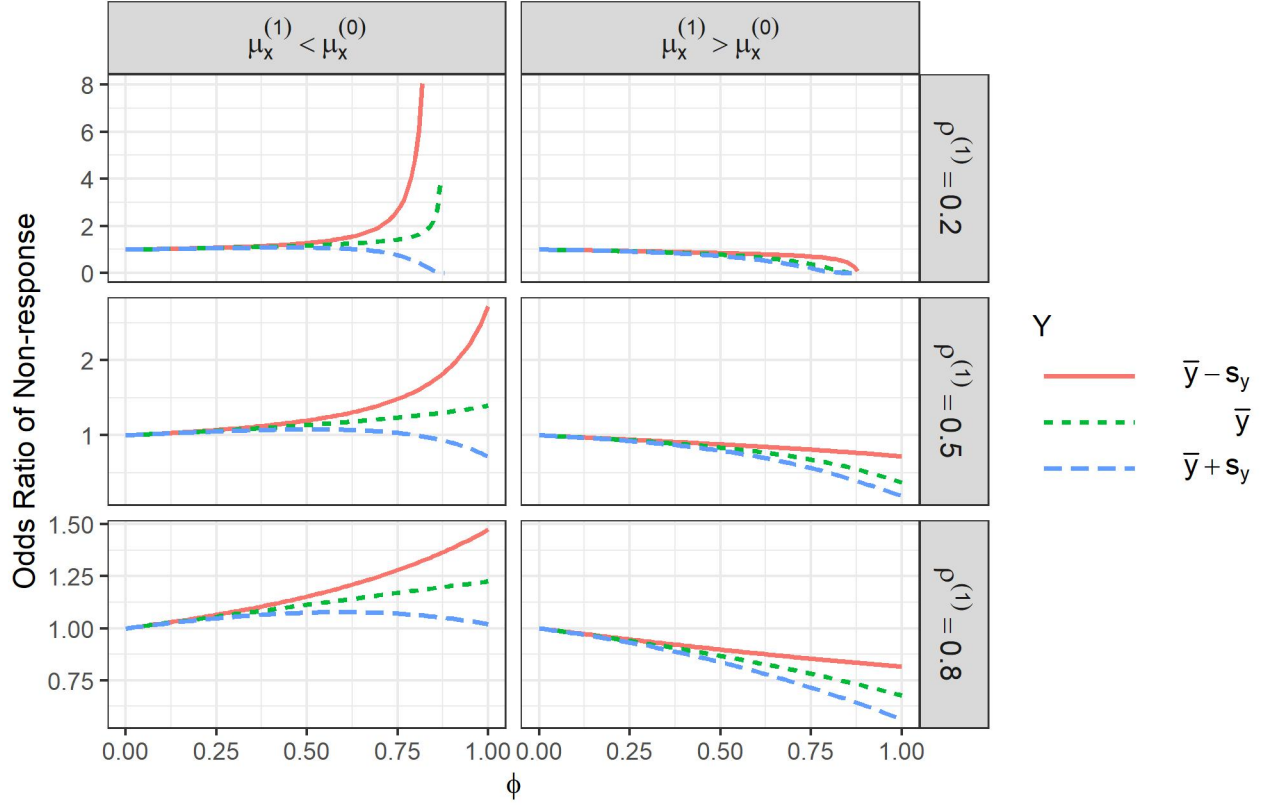 μₓ⁽¹⁾ < μₓ⁽⁰⁾
μₓ⁽¹⁾ > μₓ⁽⁰⁾
Odds Ratio of Non-response
8
6
4
2
0
ρ⁽¹⁾ = 0.2
2
1
ρ⁽¹⁾ = 0.5
1.50
1.25
1.00
0.75
ρ⁽¹⁾ = 0.8
0.00 0.25 0.50 0.75 1.00 0.00 0.25 0.50 0.75 1.00
ϕ
Y
y̅ − s_y
y̅
y̅ + s_y